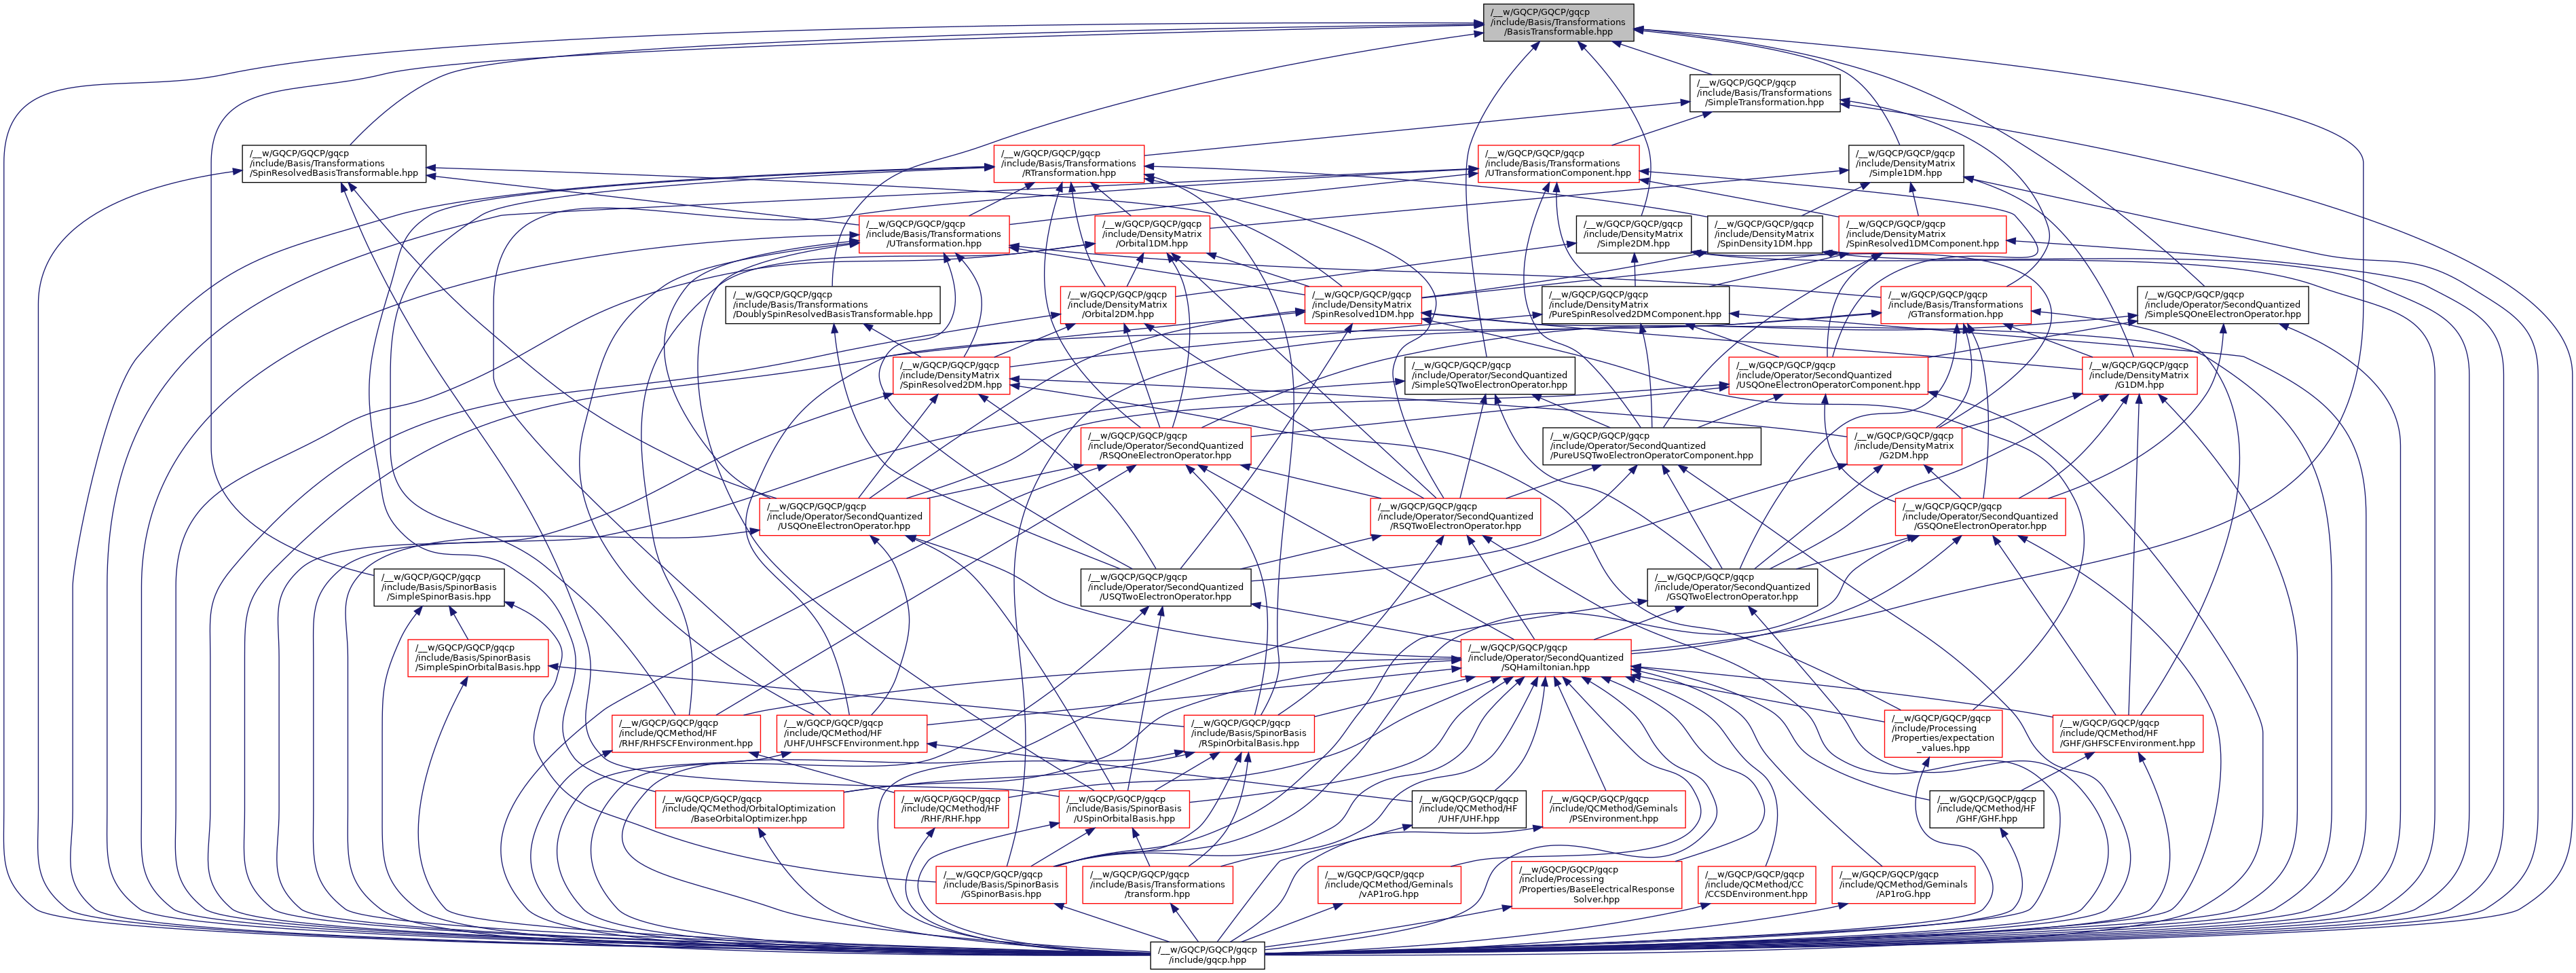 /__w/GQCP/GQCP/gqcp
/include/Basis/Transformations
/BasisTransformable.hpp
/__w/GQCP/GQCP/gqcp
/include/Basis/Transformations
/SimpleTransformation.hpp
/__w/GQCP/GQCP/gqcp
/include/Basis/Transformations
/SpinResolvedBasisTransformable.hpp
/__w/GQCP/GQCP/gqcp
/include/Basis/Transformations
/RTransformation.hpp
/__w/GQCP/GQCP/gqcp
/include/Basis/Transformations
/UTransformationComponent.hpp
/__w/GQCP/GQCP/gqcp
/include/DensityMatrix
/Simple1DM.hpp
/__w/GQCP/GQCP/gqcp
/include/Basis/Transformations
/UTransformation.hpp
/__w/GQCP/GQCP/gqcp
/include/DensityMatrix
/Orbital1DM.hpp
/__w/GQCP/GQCP/gqcp
/include/DensityMatrix
/Simple2DM.hpp
/__w/GQCP/GQCP/gqcp
/include/DensityMatrix
/SpinDensity1DM.hpp
/__w/GQCP/GQCP/gqcp
/include/DensityMatrix
/SpinResolved1DMComponent.hpp
/__w/GQCP/GQCP/gqcp
/include/Basis/Transformations
/DoublySpinResolvedBasisTransformable.hpp
/__w/GQCP/GQCP/gqcp
/include/DensityMatrix
/Orbital2DM.hpp
/__w/GQCP/GQCP/gqcp
/include/DensityMatrix
/SpinResolved1DM.hpp
/__w/GQCP/GQCP/gqcp
/include/DensityMatrix
/PureSpinResolved2DMComponent.hpp
/__w/GQCP/GQCP/gqcp
/include/Basis/Transformations
/GTransformation.hpp
/__w/GQCP/GQCP/gqcp
/include/Operator/SecondQuantized
/SimpleSQOneElectronOperator.hpp
/__w/GQCP/GQCP/gqcp
/include/DensityMatrix
/SpinResolved2DM.hpp
/__w/GQCP/GQCP/gqcp
/include/Operator/SecondQuantized
/SimpleSQTwoElectronOperator.hpp
/__w/GQCP/GQCP/gqcp
/include/Operator/SecondQuantized
/USQOneElectronOperatorComponent.hpp
/__w/GQCP/GQCP/gqcp
/include/DensityMatrix
/G1DM.hpp
/__w/GQCP/GQCP/gqcp
/include/Operator/SecondQuantized
/RSQOneElectronOperator.hpp
/__w/GQCP/GQCP/gqcp
/include/Operator/SecondQuantized
/PureUSQTwoElectronOperatorComponent.hpp
/__w/GQCP/GQCP/gqcp
/include/DensityMatrix
/G2DM.hpp
/__w/GQCP/GQCP/gqcp
/include/Operator/SecondQuantized
/USQOneElectronOperator.hpp
/__w/GQCP/GQCP/gqcp
/include/Operator/SecondQuantized
/RSQTwoElectronOperator.hpp
/__w/GQCP/GQCP/gqcp
/include/Operator/SecondQuantized
/GSQOneElectronOperator.hpp
/__w/GQCP/GQCP/gqcp
/include/Basis/SpinorBasis
/SimpleSpinorBasis.hpp
/__w/GQCP/GQCP/gqcp
/include/Operator/SecondQuantized
/USQTwoElectronOperator.hpp
/__w/GQCP/GQCP/gqcp
/include/Operator/SecondQuantized
/GSQTwoElectronOperator.hpp
/__w/GQCP/GQCP/gqcp
/include/Basis/SpinorBasis
/SimpleSpinOrbitalBasis.hpp
/__w/GQCP/GQCP/gqcp
/include/Operator/SecondQuantized
/SQHamiltonian.hpp
/__w/GQCP/GQCP/gqcp
/include/QCMethod/HF
/RHF/RHFSCFEnvironment.hpp
/__w/GQCP/GQCP/gqcp
/include/QCMethod/HF
/UHF/UHFSCFEnvironment.hpp
/__w/GQCP/GQCP/gqcp
/include/Basis/SpinorBasis
/RSpinOrbitalBasis.hpp
/__w/GQCP/GQCP/gqcp
/include/Processing
/Properties/expectation
_values.hpp
/__w/GQCP/GQCP/gqcp
/include/QCMethod/HF
/GHF/GHFSCFEnvironment.hpp
/__w/GQCP/GQCP/gqcp
/include/QCMethod/OrbitalOptimization
/BaseOrbitalOptimizer.hpp
/__w/GQCP/GQCP/gqcp
/include/QCMethod/HF
/RHF/RHF.hpp
/__w/GQCP/GQCP/gqcp
/include/Basis/SpinorBasis
/USpinOrbitalBasis.hpp
/__w/GQCP/GQCP/gqcp
/include/QCMethod/HF
/UHF/UHF.hpp
/__w/GQCP/GQCP/gqcp
/include/QCMethod/Geminals
/PSEnvironment.hpp
/__w/GQCP/GQCP/gqcp
/include/QCMethod/HF
/GHF/GHF.hpp
/__w/GQCP/GQCP/gqcp
/include/Basis/SpinorBasis
/GSpinorBasis.hpp
/__w/GQCP/GQCP/gqcp
/include/Basis/Transformations
/transform.hpp
/__w/GQCP/GQCP/gqcp
/include/QCMethod/Geminals
/vAP1roG.hpp
/__w/GQCP/GQCP/gqcp
/include/Processing
/Properties/BaseElectricalResponse
Solver.hpp
/__w/GQCP/GQCP/gqcp
/include/QCMethod/CC
/CCSDEnvironment.hpp
/__w/GQCP/GQCP/gqcp
/include/QCMethod/Geminals
/AP1roG.hpp
/__w/GQCP/GQCP/gqcp
/include/gqcp.hpp